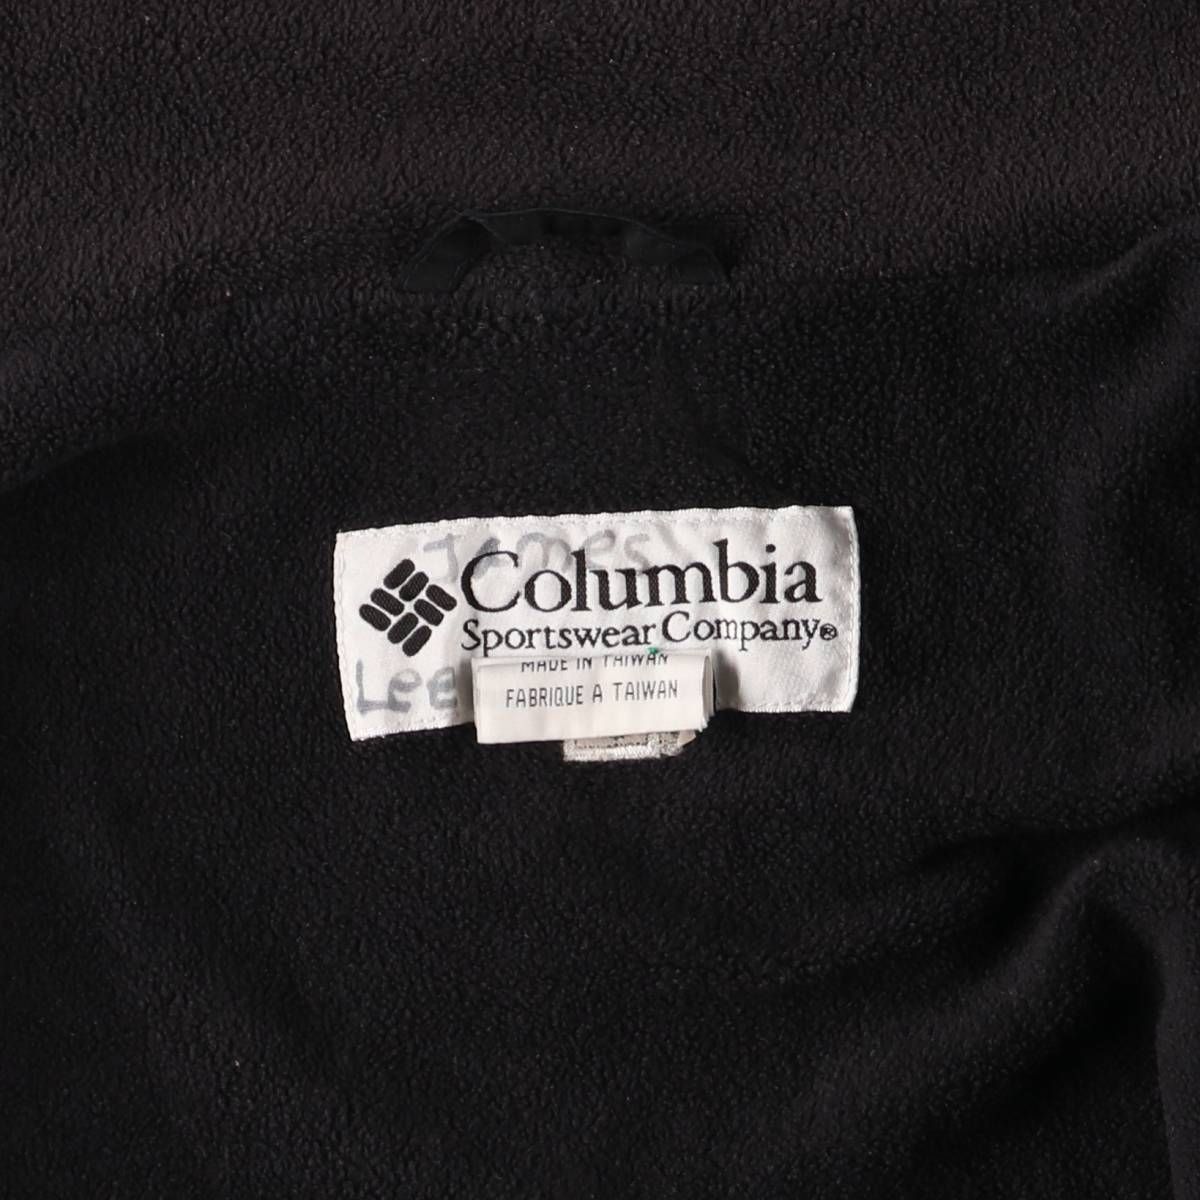 James
Columbia
Sportswear Company®
Lee
MADE IN TAIWAN
FABRIQUE A TAIWAN